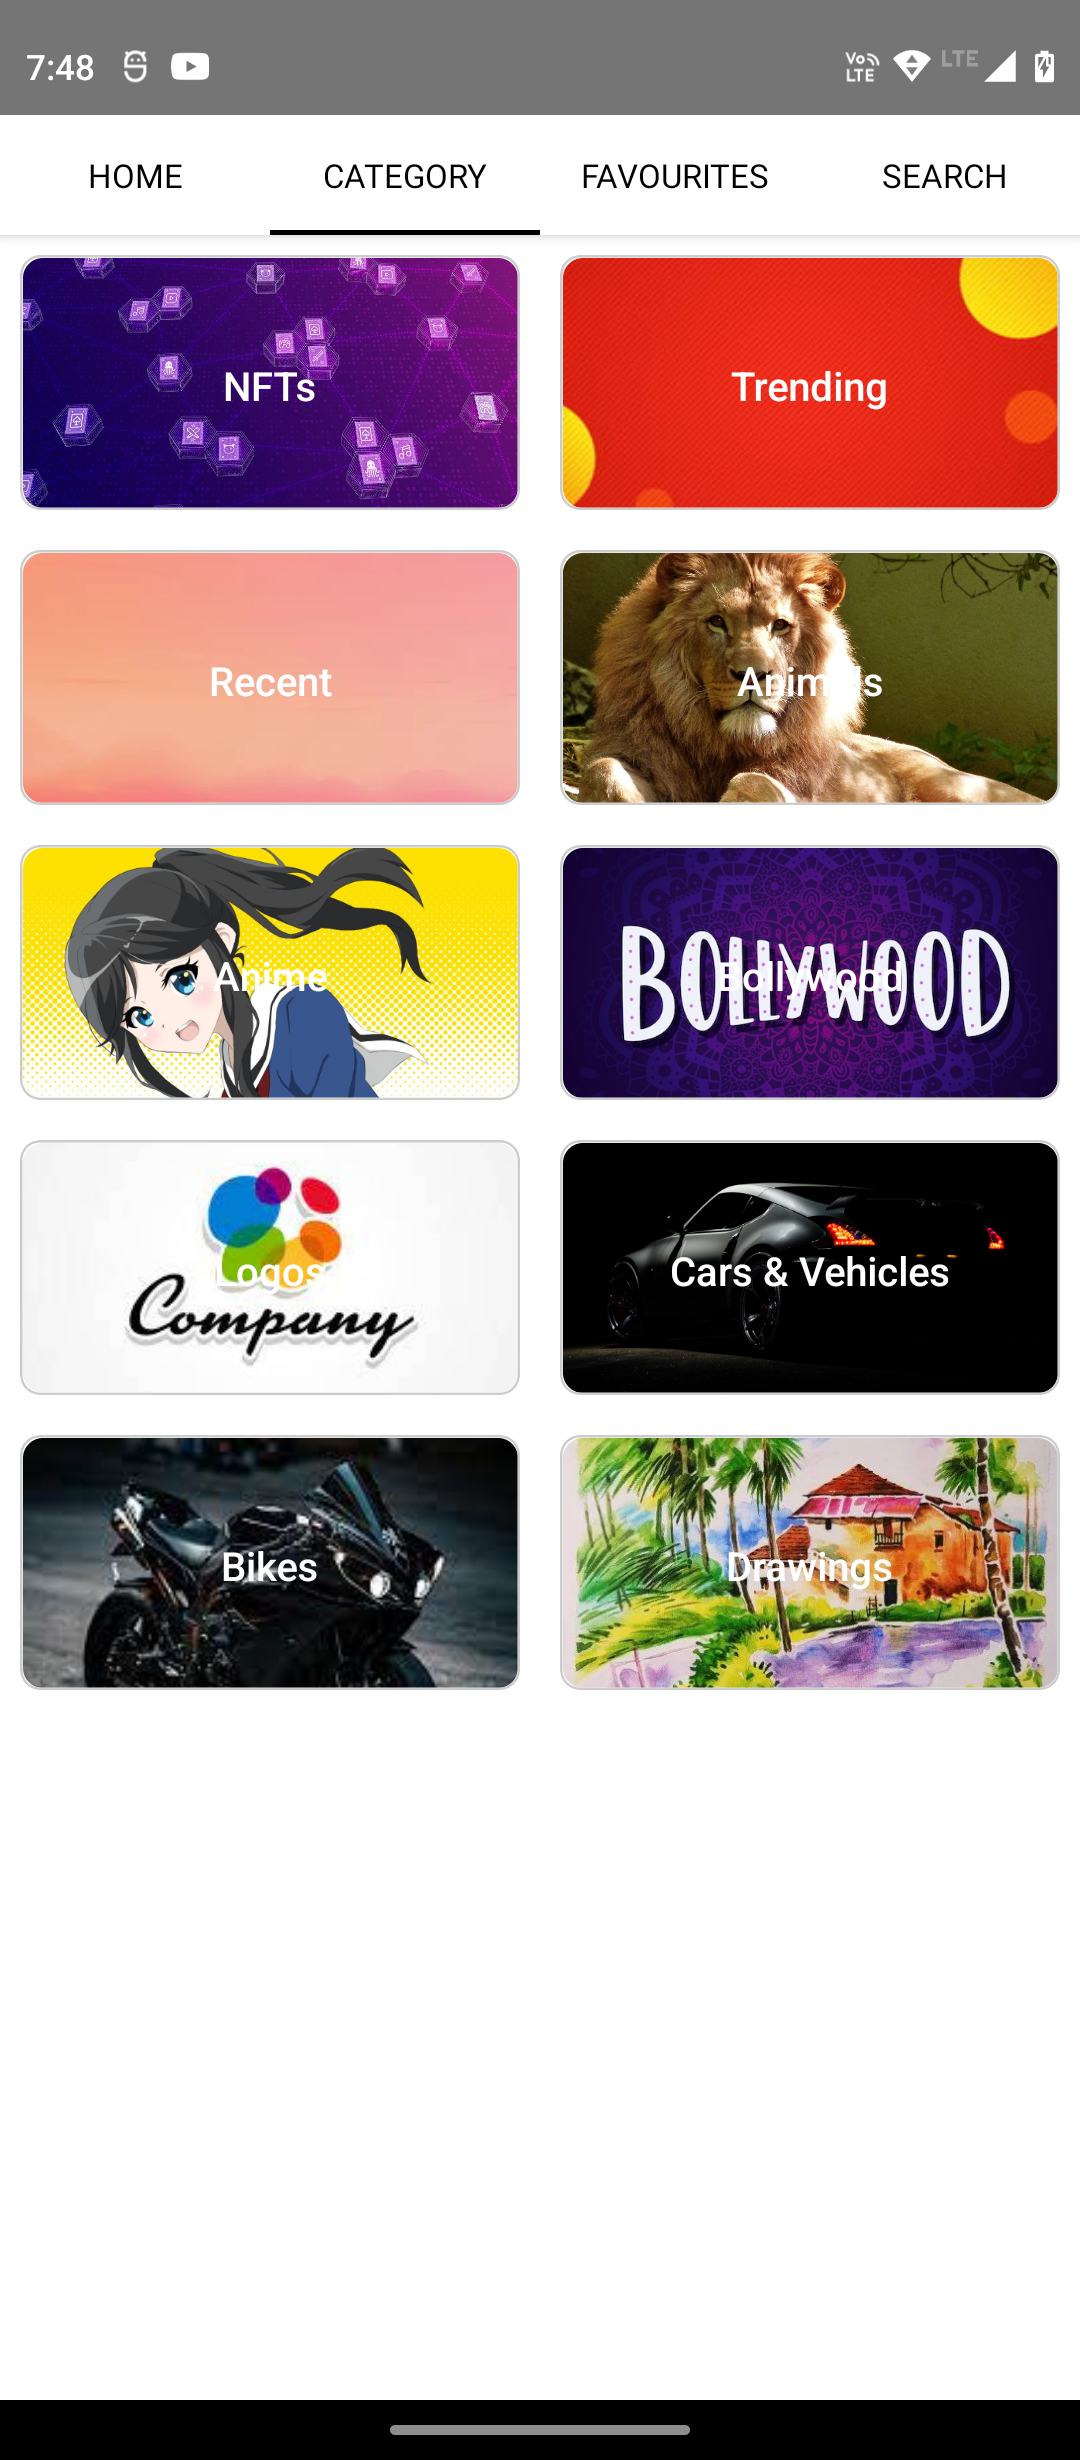 7:48
Vo LTE
LTE
HOME CATEGORY FAVOURITES SEARCH
NFTs
Trending
Recent
Animals
Anime
BOLLYWOOD
Bollywood
Logos
Company
Cars & Vehicles
Bikes
Drawings